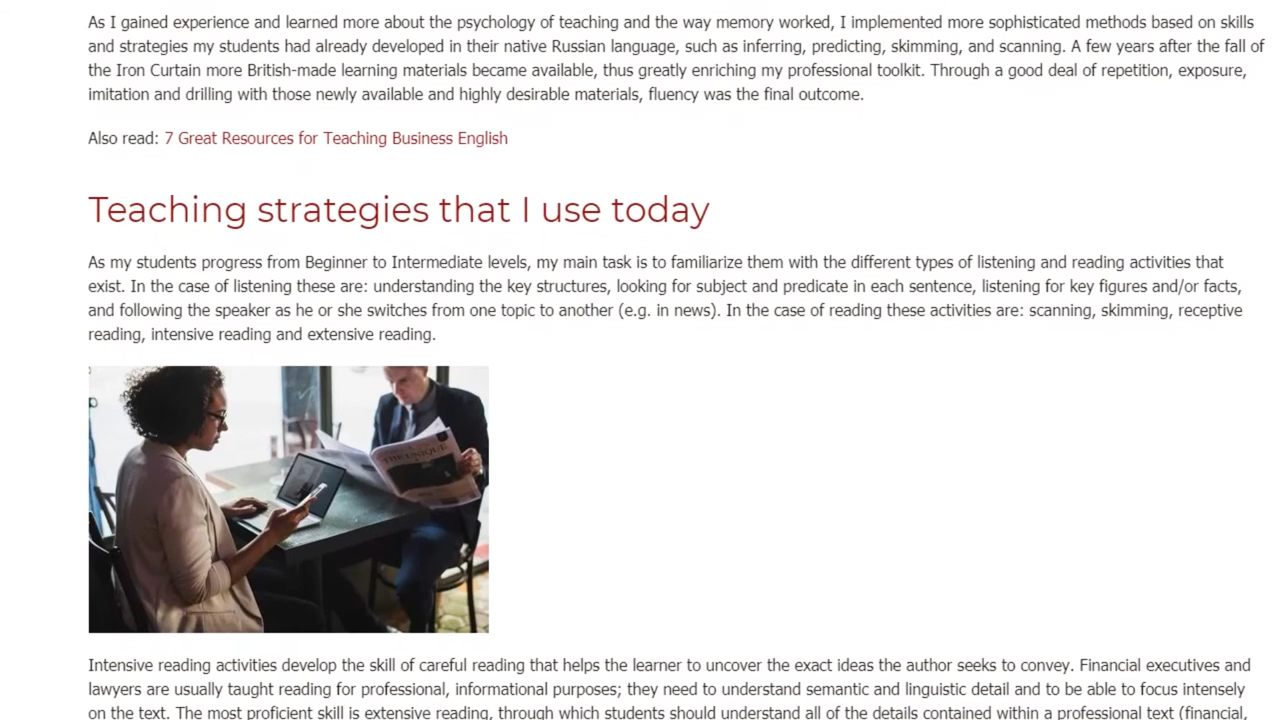 As I gained experience and learned more about the psychology of teaching and the way memory worked, I implemented more sophisticated methods based on skills
and strategies my students had already developed in their native Russian language, such as inferring, predicting, skimming, and scanning. A few years after the fall of
the Iron Curtain more British-made learning materials became available, thus greatly enriching my professional toolkit. Through a good deal of repetition, exposure,
imitation and drilling with those newly available and highly desirable materials, fluency was the final outcome.
Also read: 7 Great Resources for Teaching Business English
Teaching strategies that I use today
As my students progress from Beginner to Intermediate levels, my main task is to familiarize them with the different types of listening and reading activities that
exist. In the case of listening these are: understanding the key structures, looking for subject and predicate in each sentence, listening for key figures and/or facts,
and following the speaker as he or she switches from one topic to another (e.g. in news). In the case of reading these activities are: scanning, skimming, receptive
reading, intensive reading and extensive reading.
THE UNIQUE
Intensive reading activities develop the skill of careful reading that helps the learner to uncover the exact ideas the author seeks to convey. Financial executives and
lawyers are usually taught reading for professional, informational purposes; they need to understand semantic and linguistic detail and to be able to focus intensely
on the text. The most proficient skill is extensive reading, through which students should understand all of the details contained within a professional text (financial,